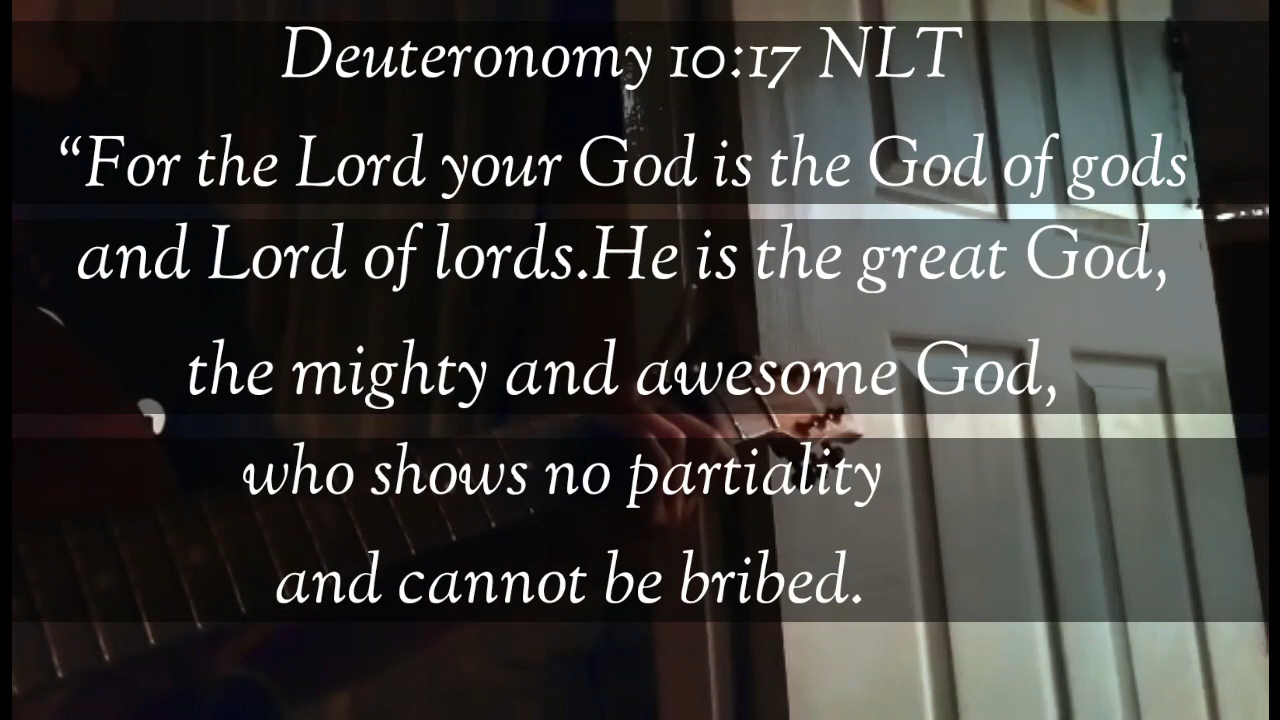 Deuteronomy 10:17 NLT
“For the Lord your God is the God of gods
and Lord of lords.He is the great God,
the mighty and awesome God,
who shows no partiality
and cannot be bribed.